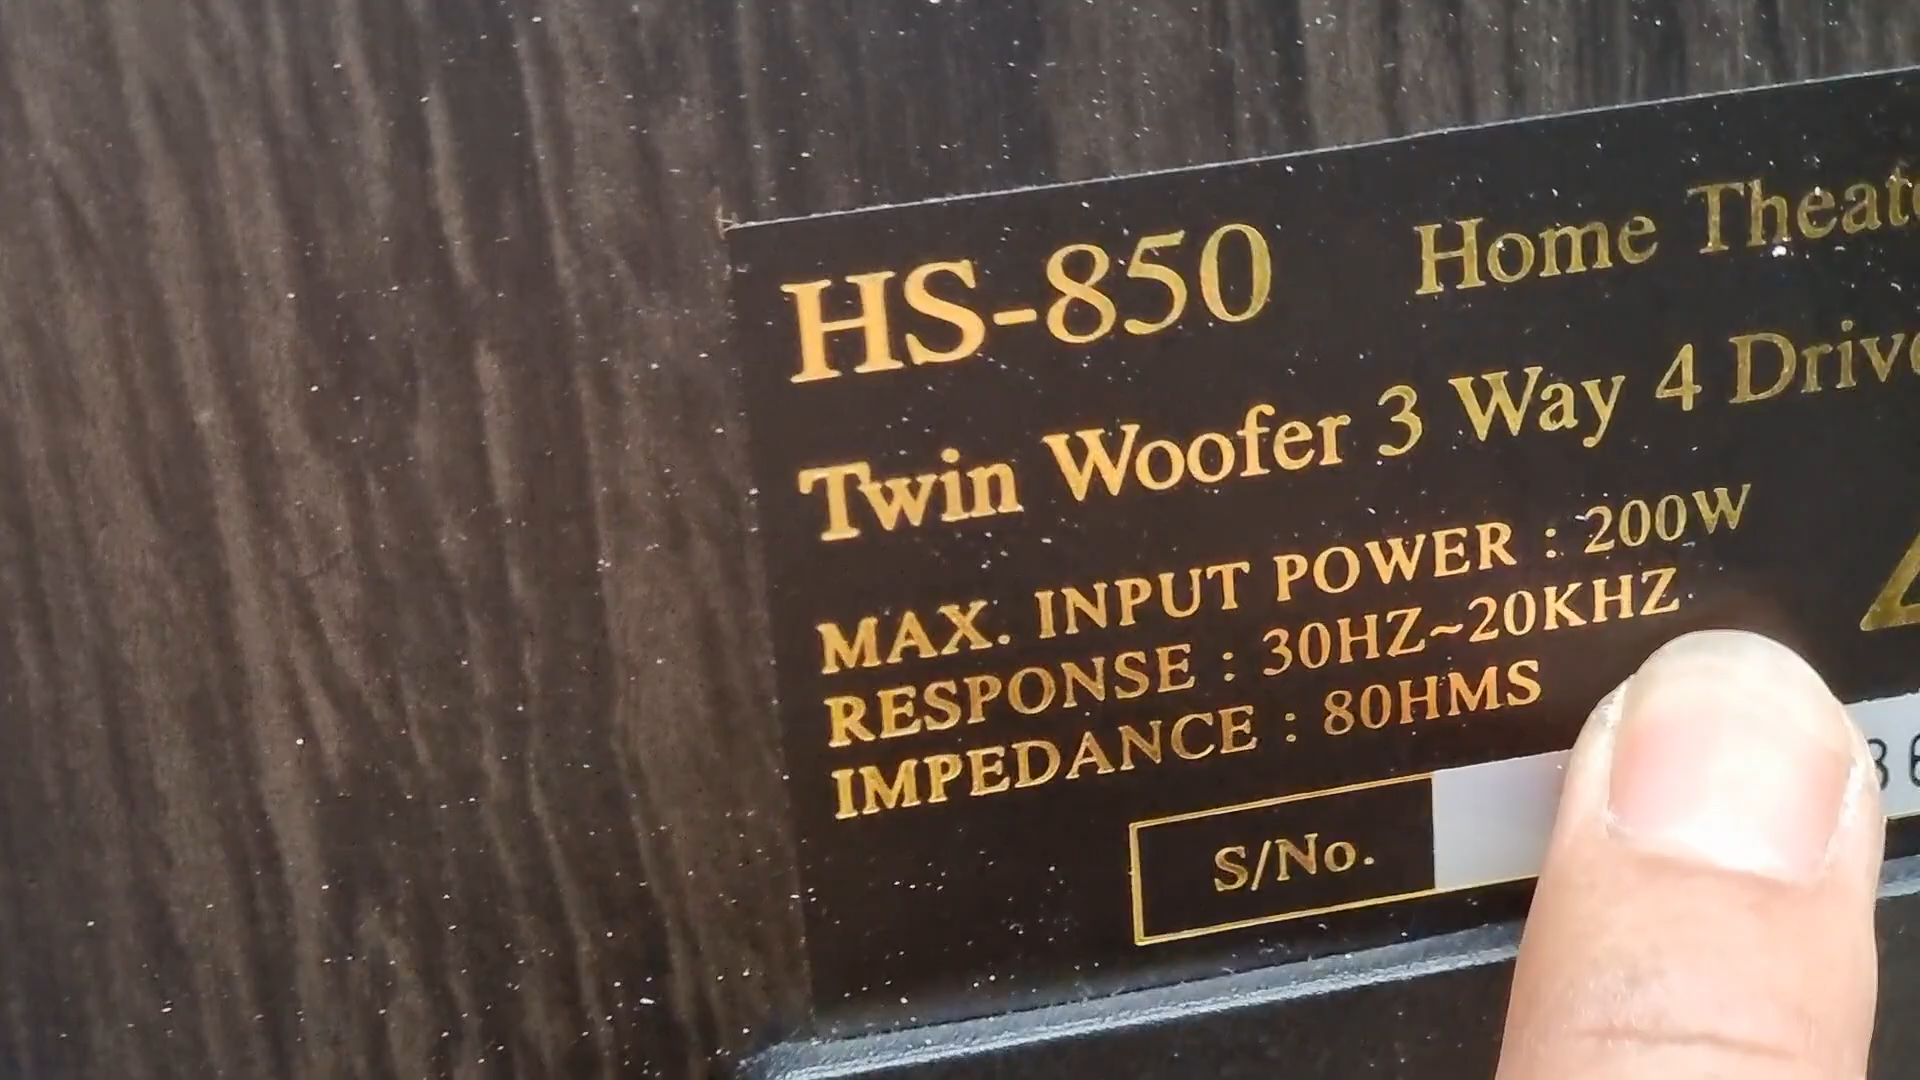 HS-850 Home Theat
Twin Woofer 3 Way 4 Driv
MAX. INPUT POWER : 200W
RESPONSE : 30HZ~20KHZ
IMPEDANCE : 80HMS
S/No.